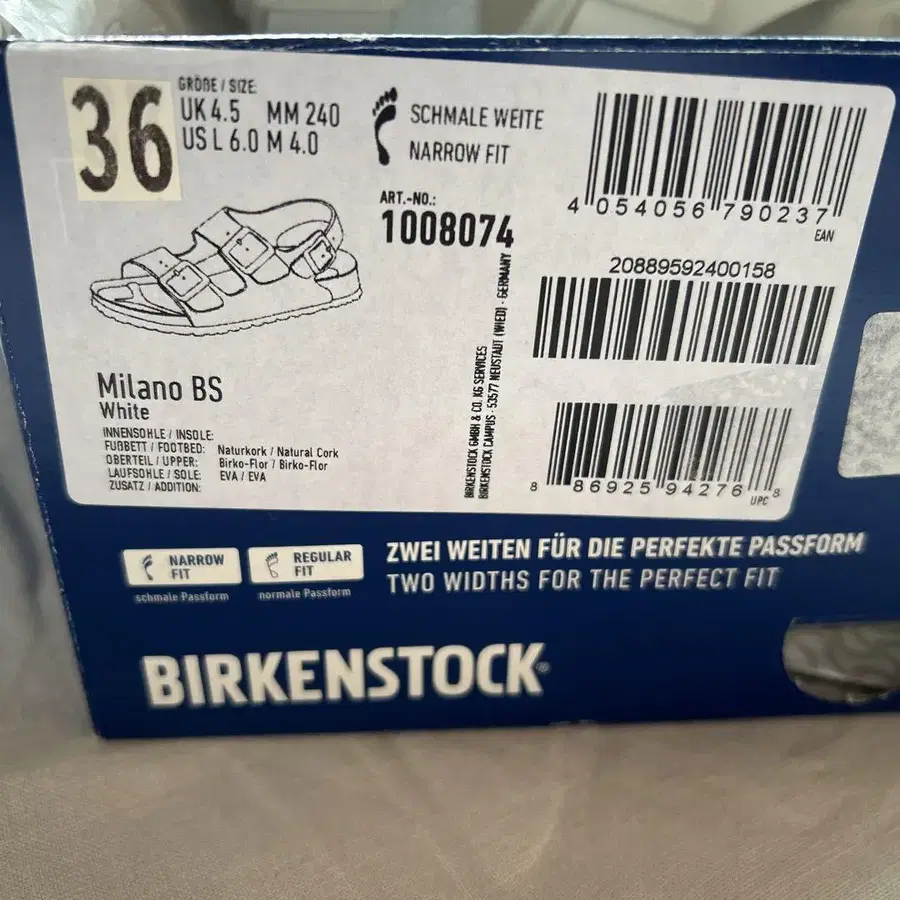 36
GRÖßE / SIZE:
UK 4.5 MM 240
US L 6.0 M 4.0
SCHMALE WEITE
NARROW FIT
ART.-NO.:
1008074
4 054056 790237
EAN
20889592400158
8 86925 94276 8
UPC
BIRKENSTOCK GMBH & CO. KG SERVICES
BIRKENSTOCK CAMPUS · 53577 NEUSTADT (WIED) · GERMANY
Milano BS
White
INNENSOHLE / INSOLE:
FUßBETT / FOOTBED: Naturkork / Natural Cork
OBERTEIL / UPPER: Birko-Flor / Birko-Flor
LAUFSOHLE / SOLE: EVA / EVA
ZUSATZ / ADDITION:
NARROW FIT
schmale Passform
REGULAR FIT
normale Passform
ZWEI WEITEN FÜR DIE PERFEKTE PASSFORM
TWO WIDTHS FOR THE PERFECT FIT
BIRKENSTOCK®